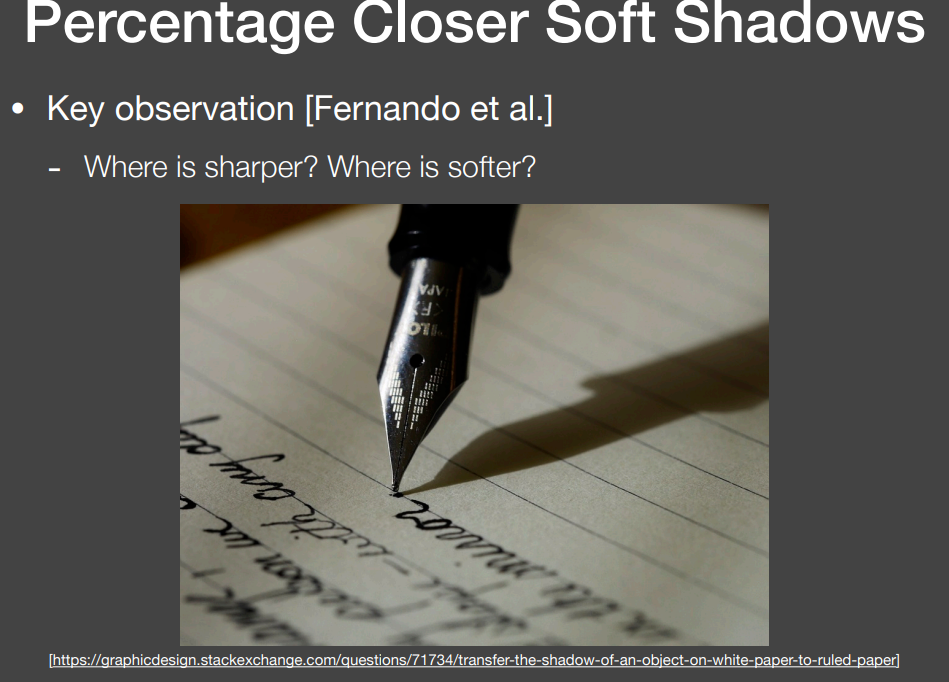 Percentage Closer Soft Shadows
• Key observation [Fernando et al.]
- Where is sharper? Where is softer?
[https://graphicdesign.stackexchange.com/questions/71734/transfer-the-shadow-of-an-object-on-white-paper-to-ruled-paper]